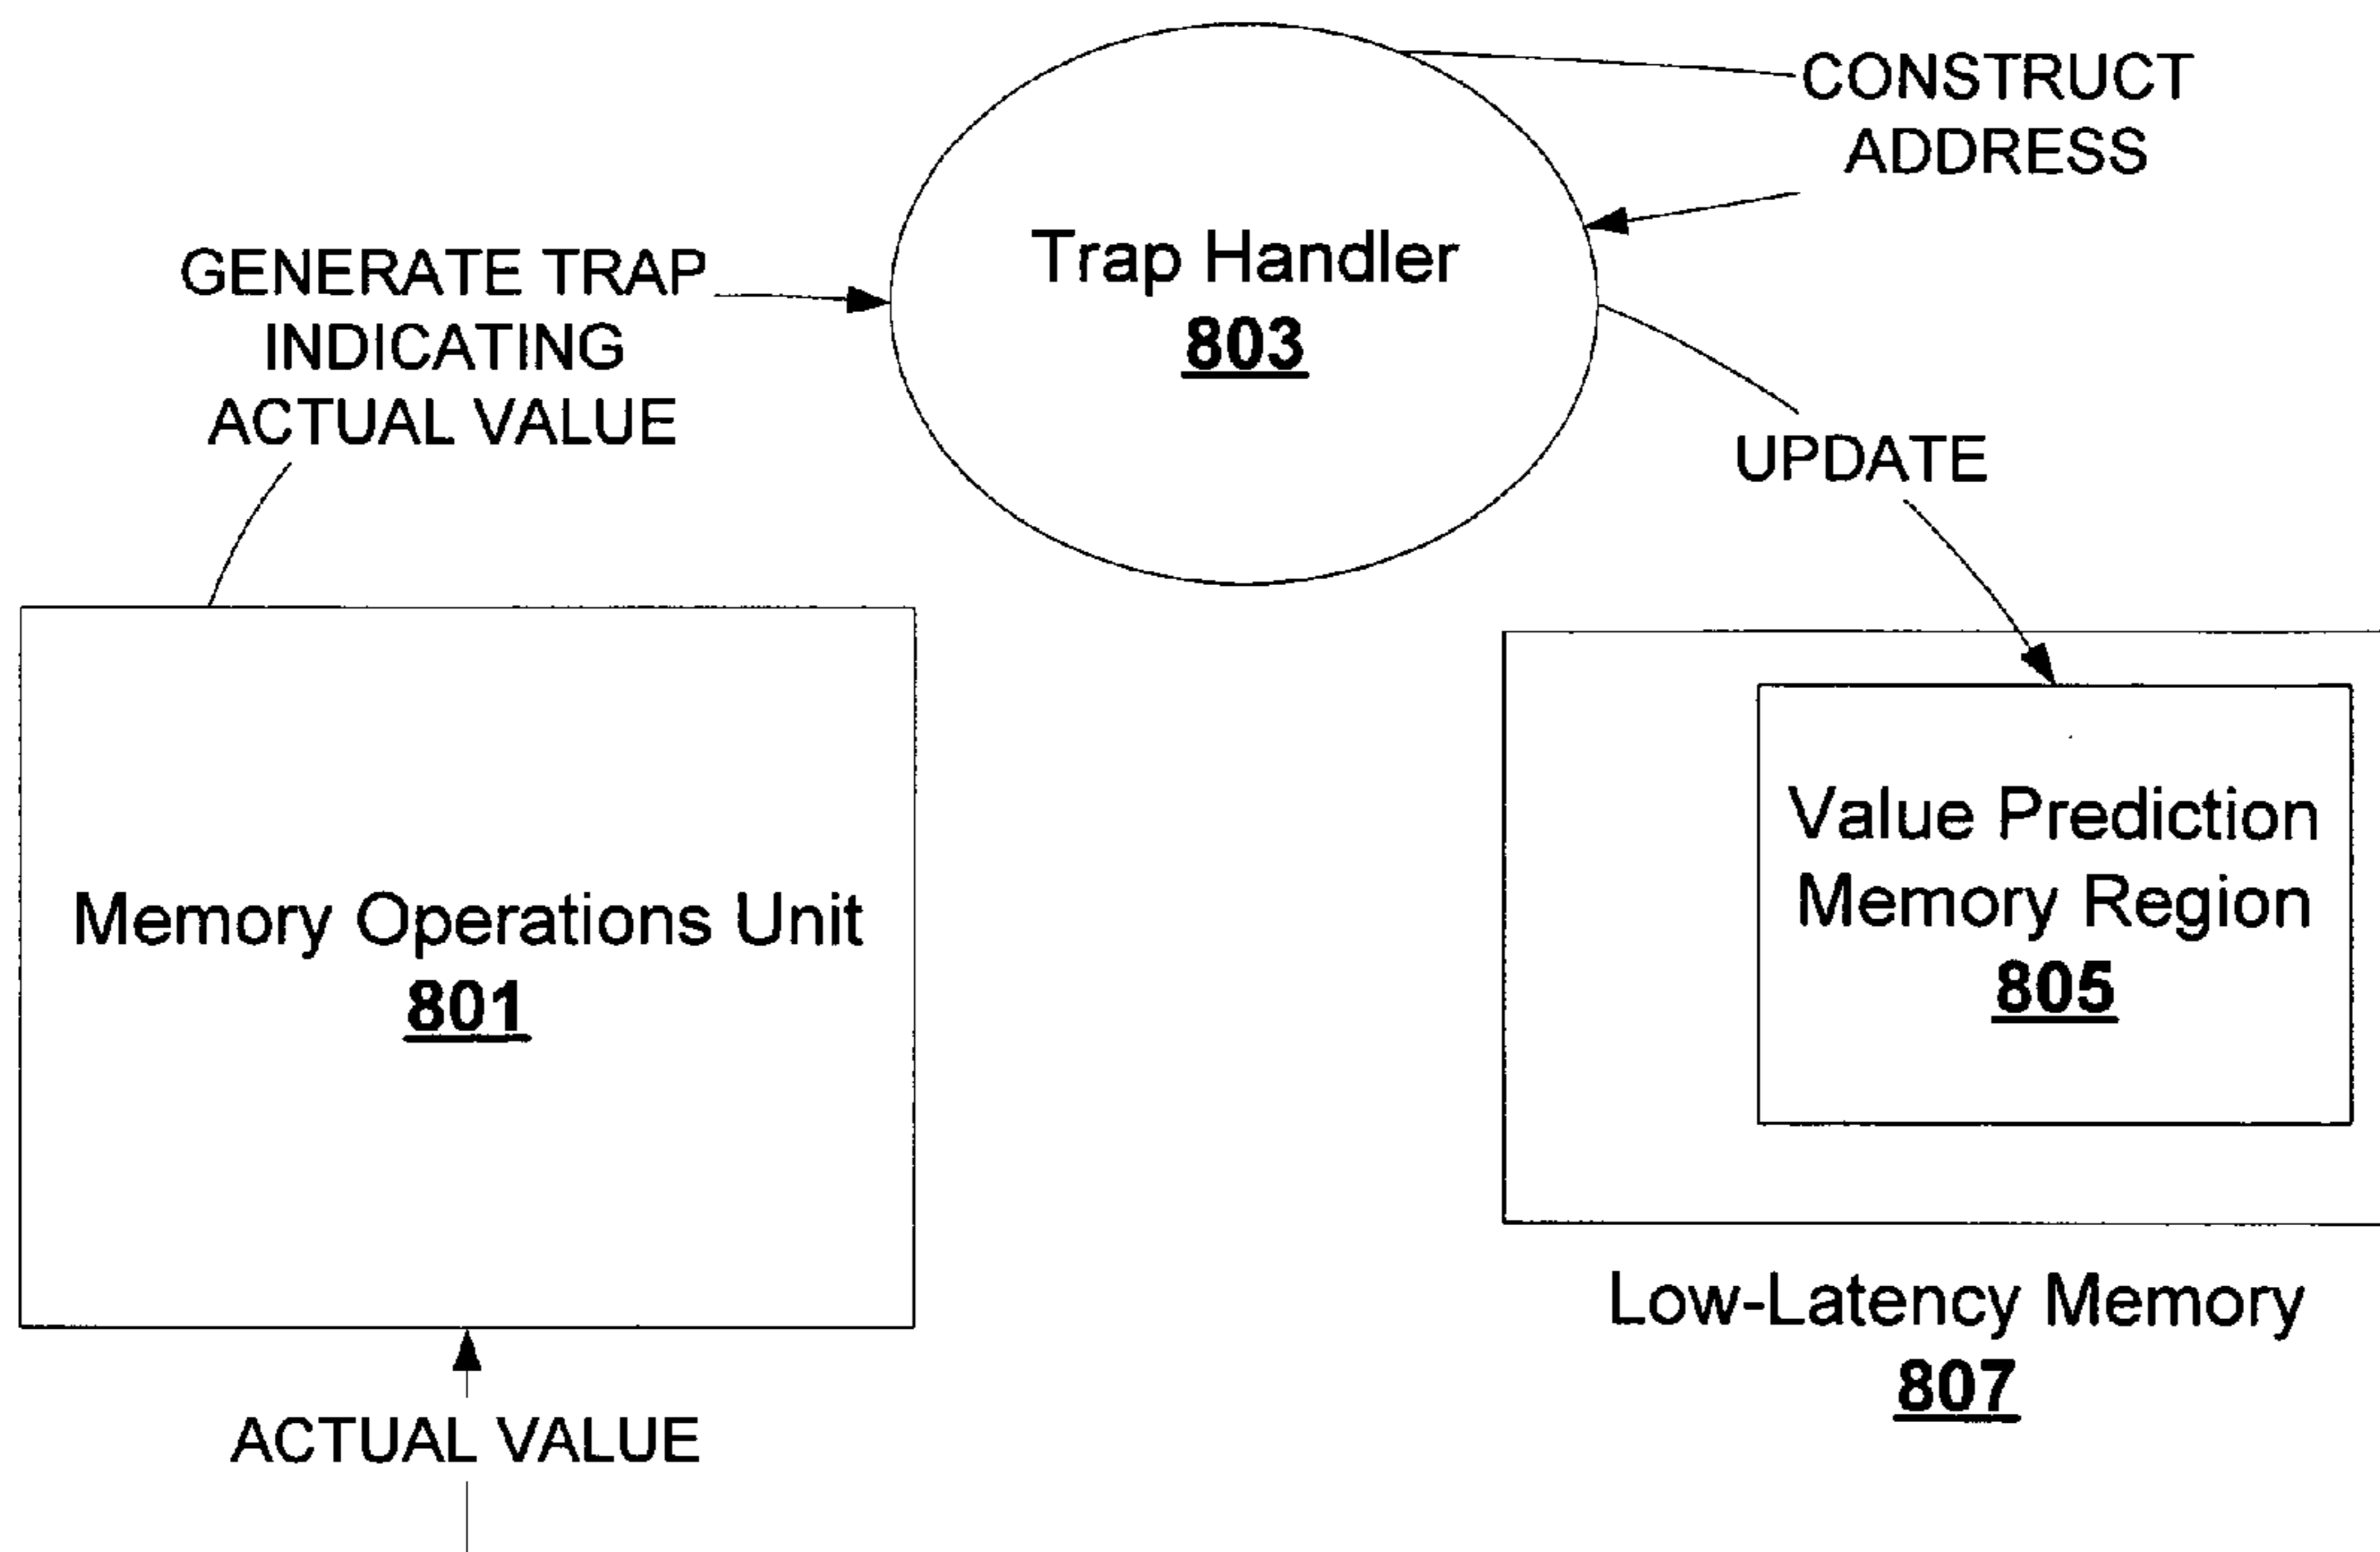 CONSTRUCT
ADDRESS
GENERATE TRAP
INDICATING
ACTUAL VALUE
Trap Handler
803
UPDATE
Memory Operations Unit
801
Value Prediction
Memory Region
805
Low-Latency Memory
807
ACTUAL VALUE